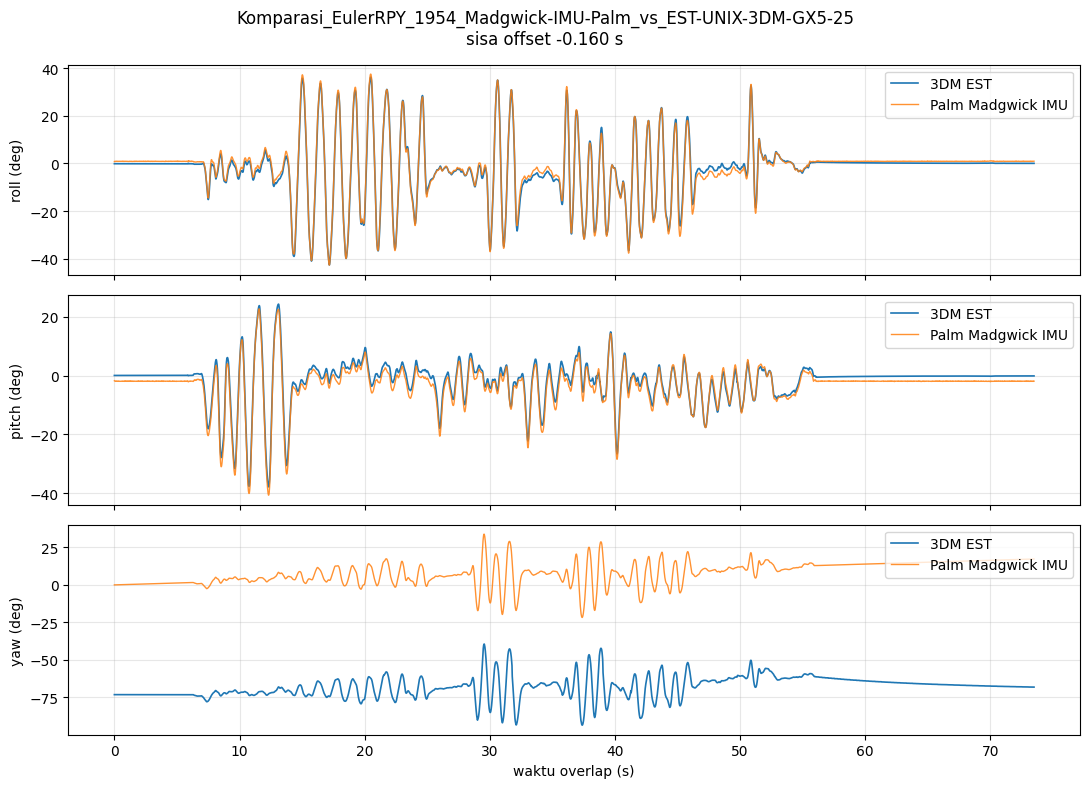 Komparasi_EulerRPY_1954_Madgwick-IMU-Palm_vs_EST-UNIX-3DM-GX5-25
sisa offset -0.160 s
40
20
0
−20
−40
roll (deg)
3DM EST
Palm Madgwick IMU
20
0
−20
−40
pitch (deg)
3DM EST
Palm Madgwick IMU
25
0
−25
−50
−75
yaw (deg)
3DM EST
Palm Madgwick IMU
0 10 20 30 40 50 60 70
waktu overlap (s)